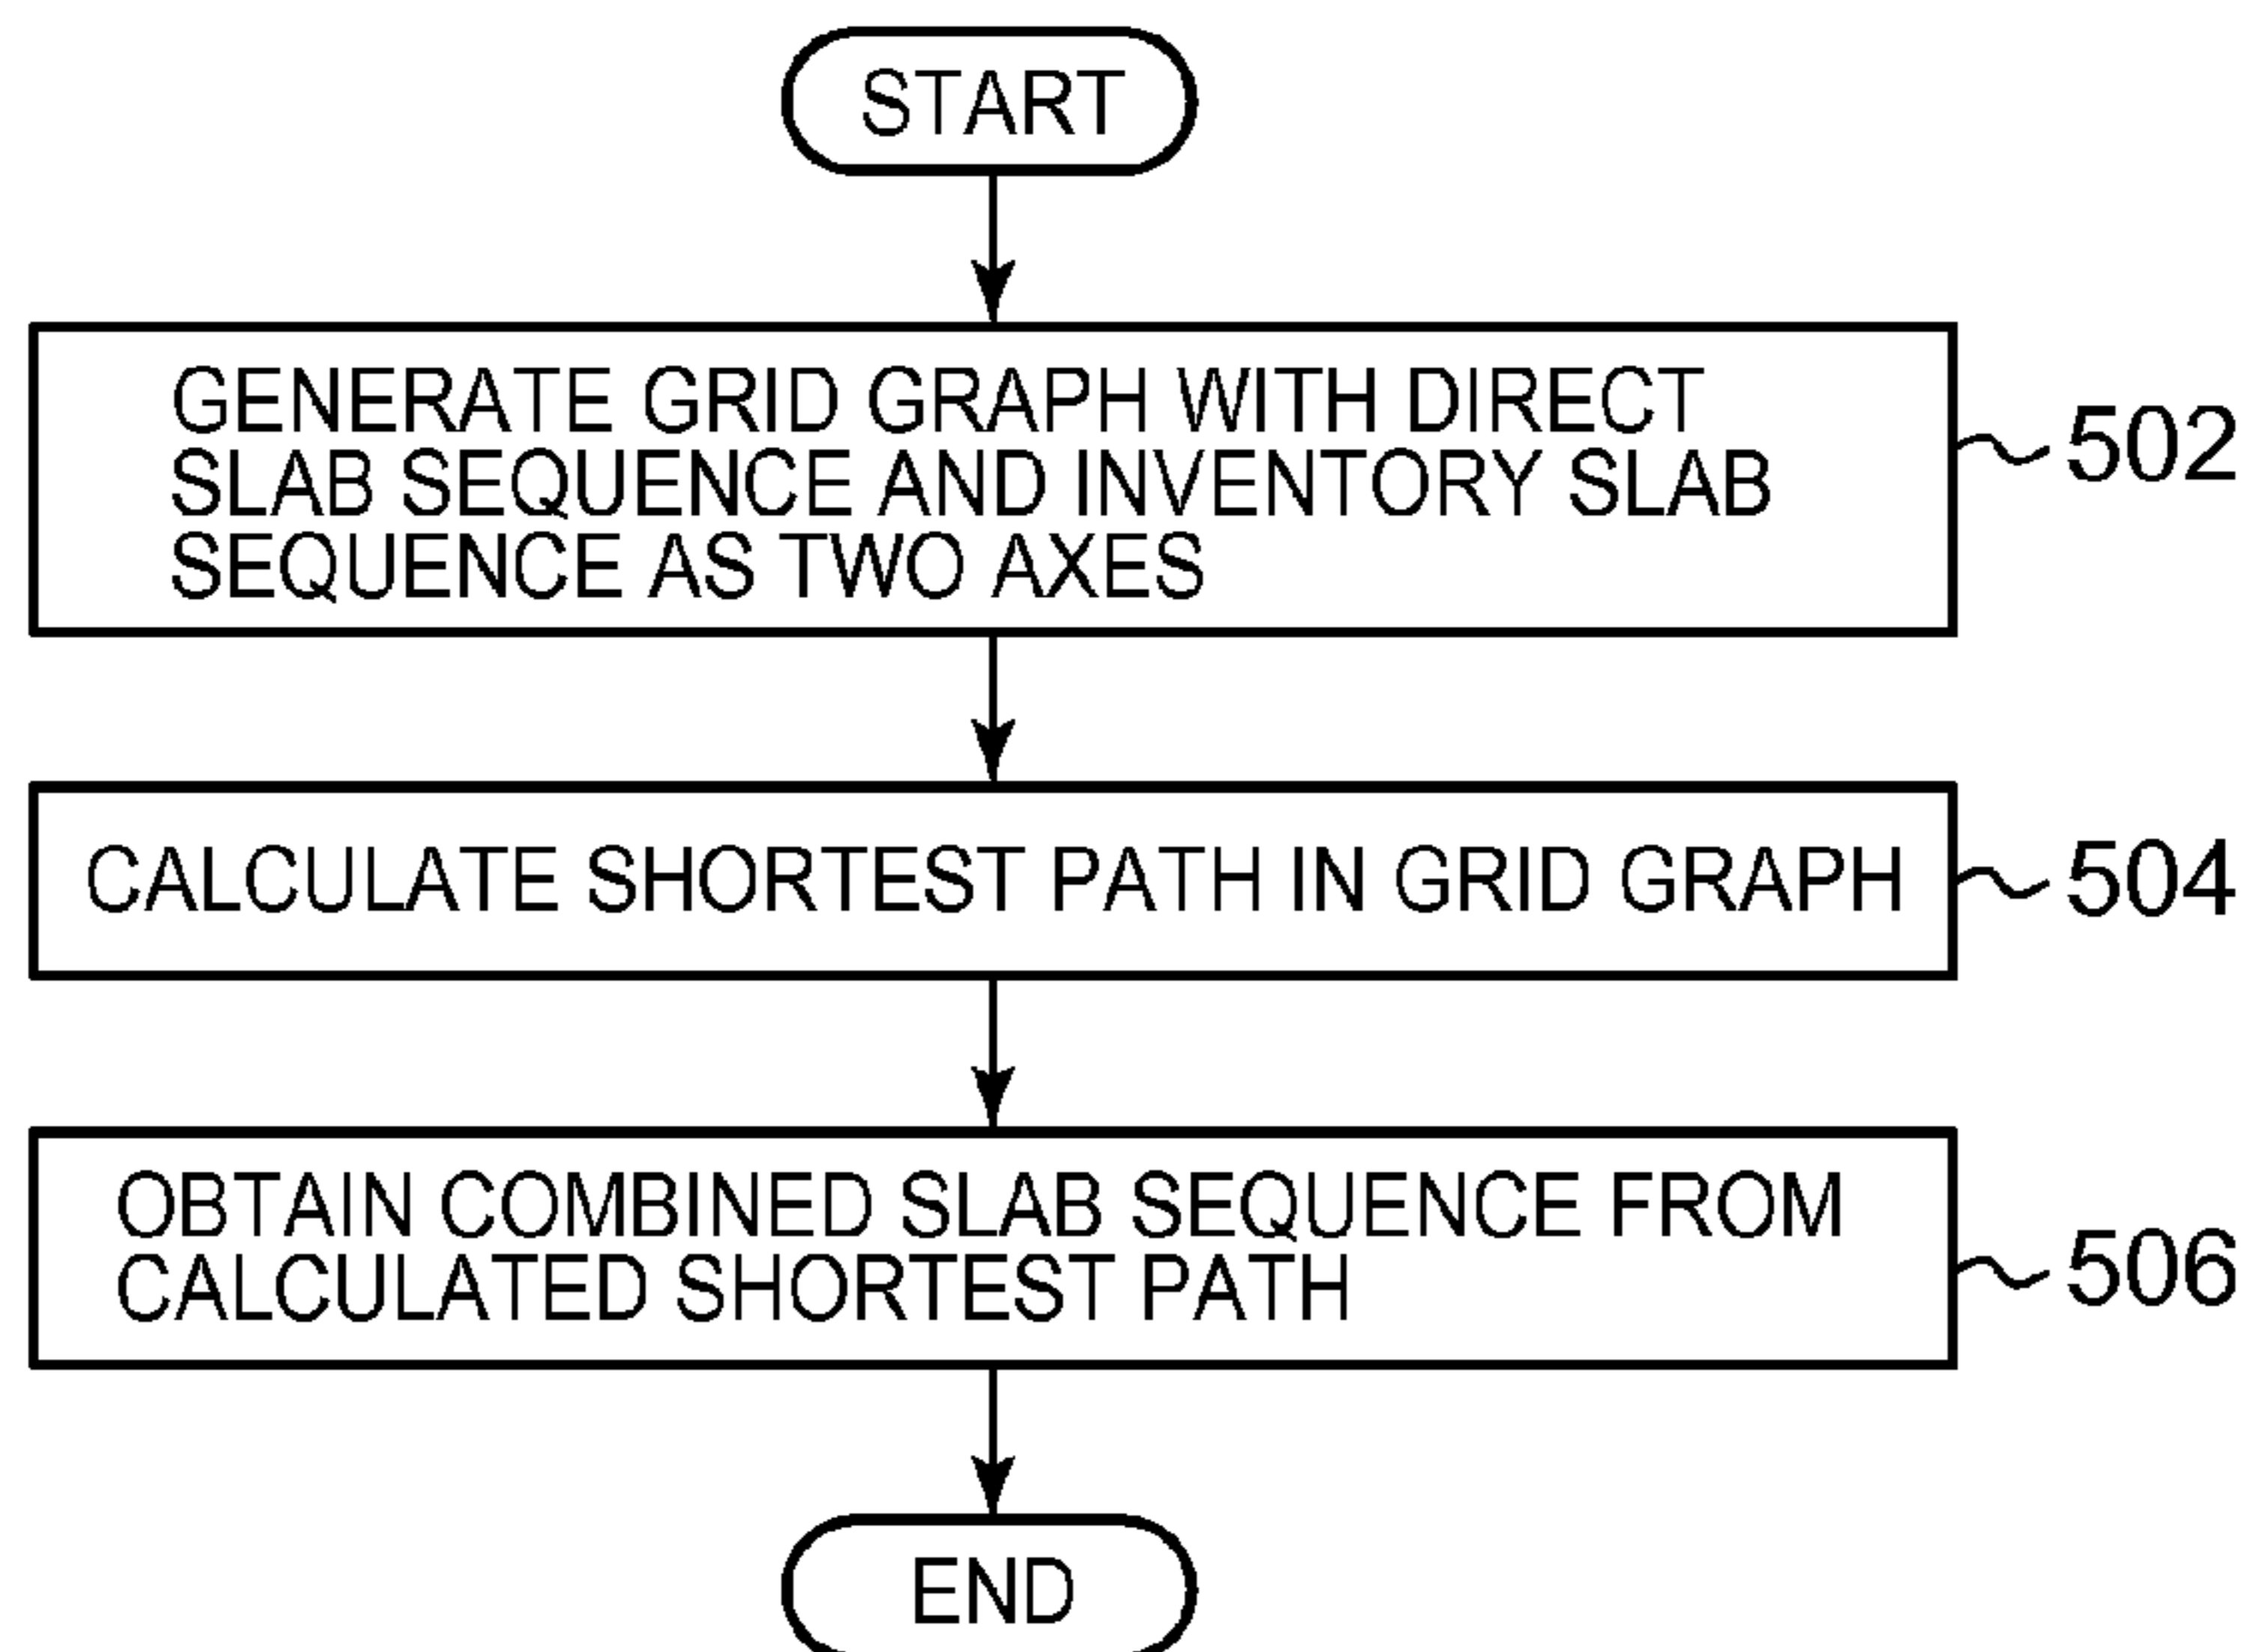 START
GENERATE GRID GRAPH WITH DIRECT
SLAB SEQUENCE AND INVENTORY SLAB
SEQUENCE AS TWO AXES
502
CALCULATE SHORTEST PATH IN GRID GRAPH
504
OBTAIN COMBINED SLAB SEQUENCE FROM
CALCULATED SHORTEST PATH
506
END